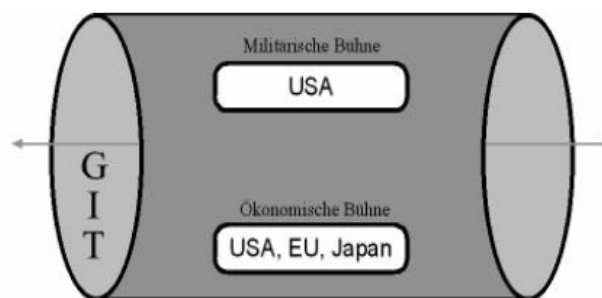 Militärische Bühne
USA
G
I
T
Ökonomische Bühne
USA, EU, Japan